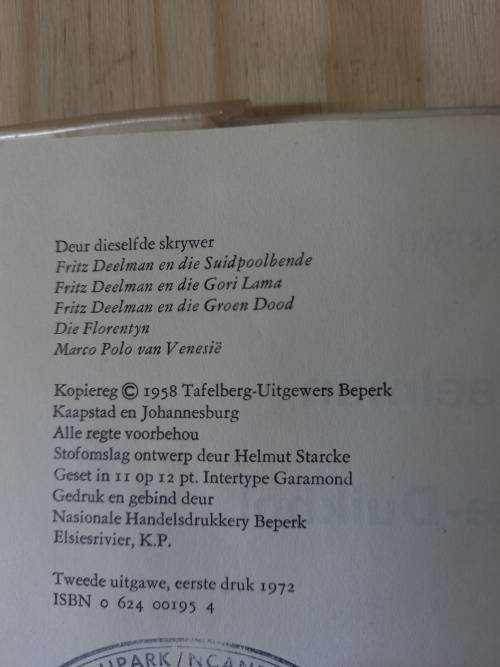 Deur dieselfde skrywer
Fritz Deelman en die Suidpoolbende
Fritz Deelman en die Gori Lama
Fritz Deelman en die Groen Dood
Die Florentyn
Marco Polo van Venesië
Kopiereg © 1958 Tafelberg-Uitgewers Beperk
Kaapstad en Johannesburg
Alle regte voorbehou
Stofomslag ontwerp deur Helmut Starcke
Geset in 11 op 12 pt. Intertype Garamond
Gedruk en gebind deur
Nasionale Handelsdrukkery Beperk
Elsiesrivier, K.P.
Tweede uitgawe, eerste druk 1972
ISBN 0 624 00195 4